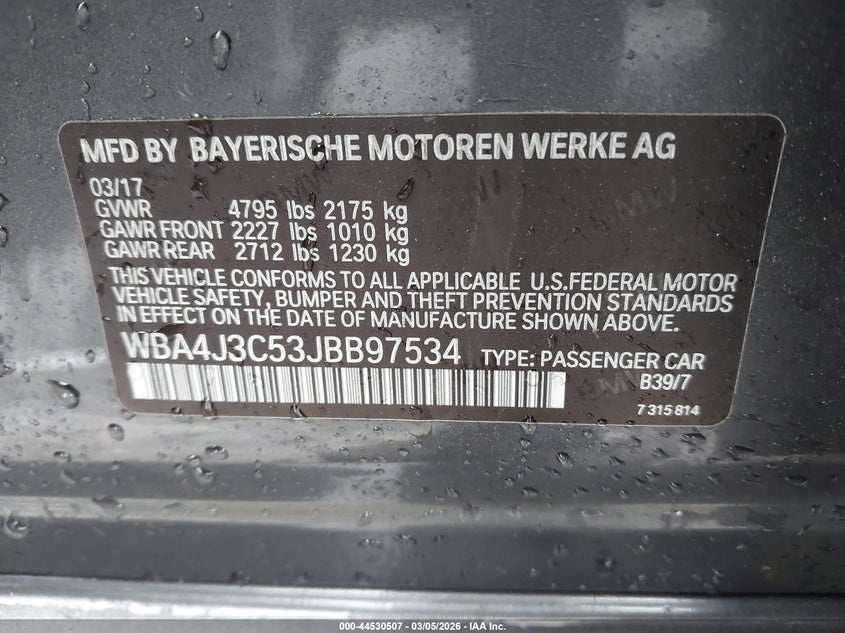 MFD BY BAYERISCHE MOTOREN WERKE AG
03/17
GVWR 4795 lbs 2175 kg
GAWR FRONT 2227 lbs 1010 kg
GAWR REAR 2712 lbs 1230 kg
THIS VEHICLE CONFORMS TO ALL APPLICABLE U.S.FEDERAL MOTOR
VEHICLE SAFETY, BUMPER AND THEFT PREVENTION STANDARDS
IN EFFECT ON THE DATE OF MANUFACTURE SHOWN ABOVE.
WBA4J3C53JBB97534 TYPE: PASSENGER CAR
B39/7
7 315 814
000-44530507 - 03/05/2026 - IAA Inc.